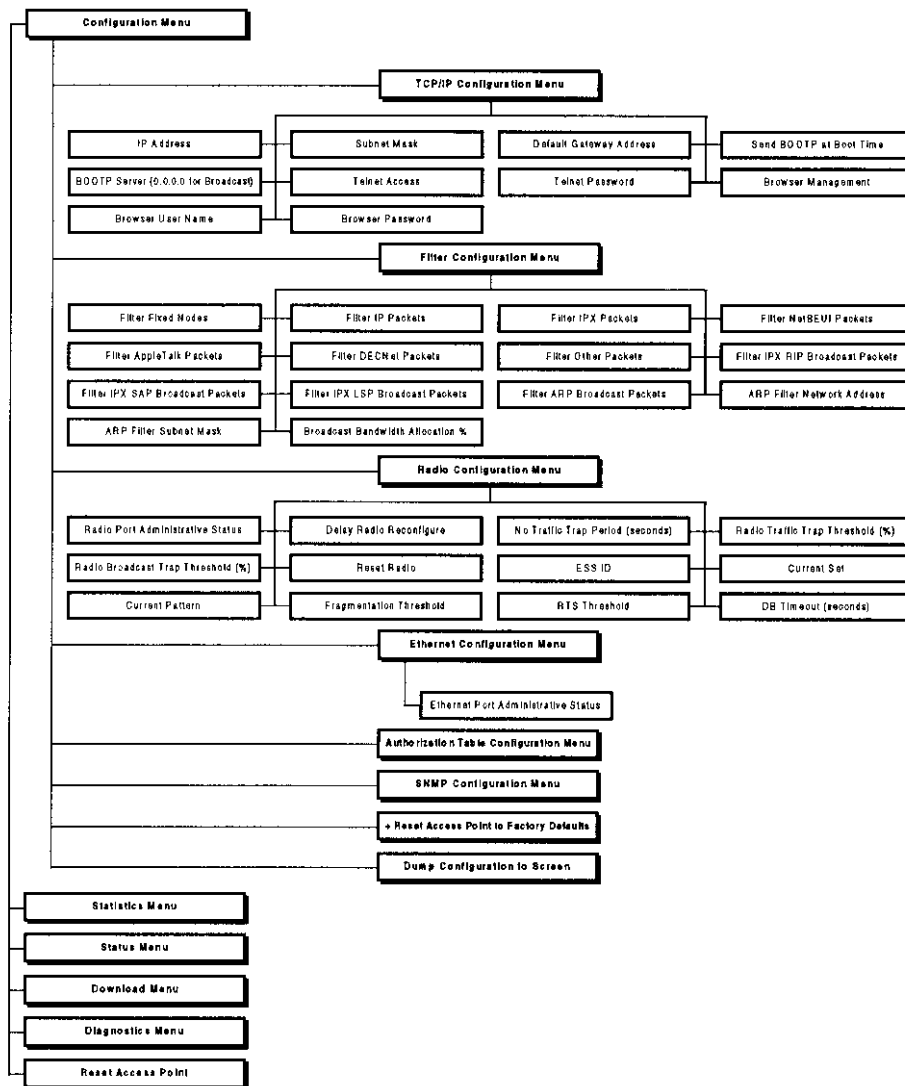 Configuration Menu
TCP/IP Configuration Menu
IP Address
Subnet Mask
Default Gateway Address
Send BOOTP at Boot Time
BOOTP Server (0.0.0.0 for Broadcast)
Telnet Access
Telnet Password
Browser Management
Browser User Name
Browser Password
Filter Configuration Menu
Filter Fixed Nodes
Filter IP Packets
Filter IPX Packets
Filter NetBEUI Packets
Filter AppleTalk Packets
Filter DECNet Packets
Filter Other Packets
Filter IPX RIP Broadcast Packets
Filter IPX SAP Broadcast Packets
Filter IPX LSP Broadcast Packets
Filter ARP Broadcast Packets
ARP Filter Network Address
ARP Filter Subnet Mask
Broadcast Bandwidth Allocation %
Radio Configuration Menu
Radio Port Administrative Status
Delay Radio Reconfigure
No Traffic Trap Period (seconds)
Radio Traffic Trap Threshold (%)
Radio Broadcast Trap Threshold (%)
Reset Radio
ESS ID
Current Set
Current Pattern
Fragmentation Threshold
RTS Threshold
DB Timeout (seconds)
Ethernet Configuration Menu
Ethernet Port Administrative Status
Authorization Table Configuration Menu
SNMP Configuration Menu
+ Reset Access Point to Factory Defaults
Dump Configuration to Screen
Statistics Menu
Status Menu
Download Menu
Diagnostics Menu
Reset Access Point